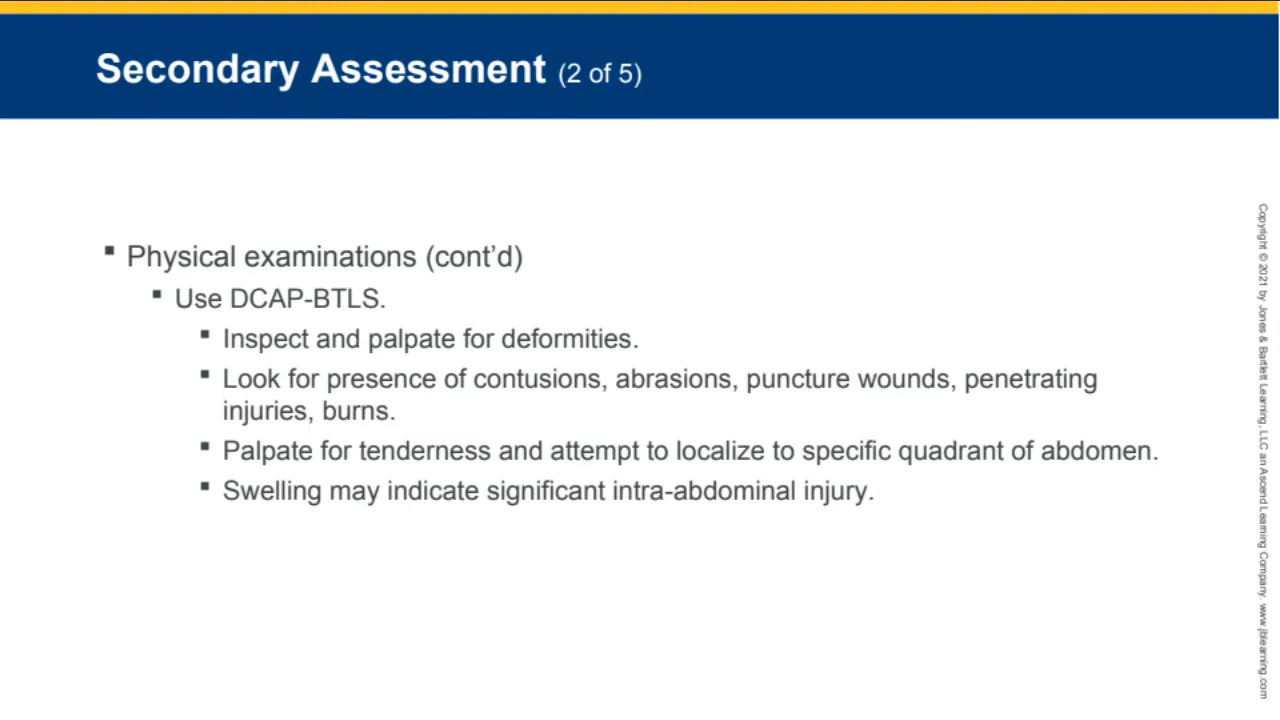 Secondary Assessment (2 of 5)
▪ Physical examinations (cont’d)
▪ Use DCAP-BTLS.
▪ Inspect and palpate for deformities.
▪ Look for presence of contusions, abrasions, puncture wounds, penetrating
injuries, burns.
▪ Palpate for tenderness and attempt to localize to specific quadrant of abdomen.
▪ Swelling may indicate significant intra-abdominal injury.
Copyright © 2021 by Jones & Bartlett Learning, LLC an Ascend Learning Company. www.jblearning.com